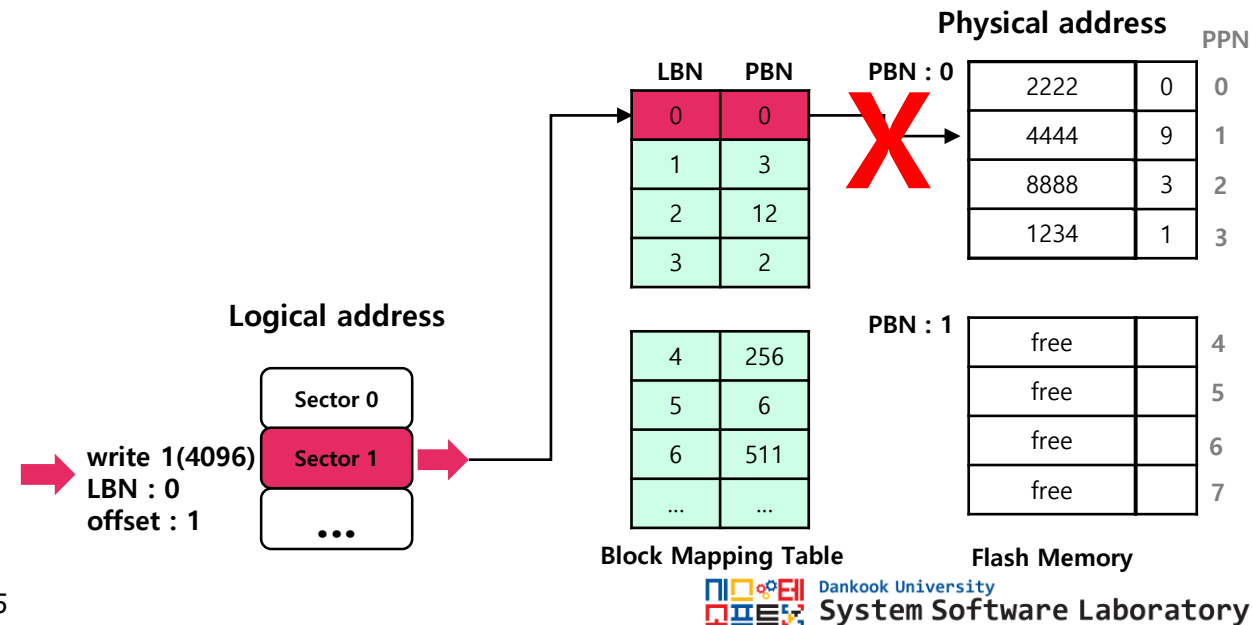 Physical address
PPN
LBN PBN
PBN : 0
0 0
1 3
2 12
3 2
2222 0 0
4444 9 1
8888 3 2
1234 1 3
X
Logical address
Sector 0
Sector 1
...
write 1(4096)
LBN : 0
offset : 1
4 256
5 6
6 511
... ...
Block Mapping Table
PBN : 1
free 4
free 5
free 6
free 7
Flash Memory
5
Dankook University
System Software Laboratory